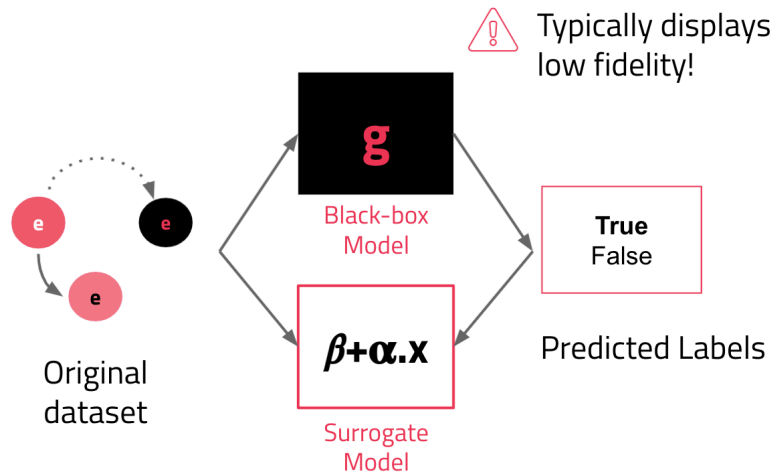 Typically displays
low fidelity!
g
Black-box
Model
e
e
e
True
False
β+α.x
Predicted Labels
Original
dataset
Surrogate
Model